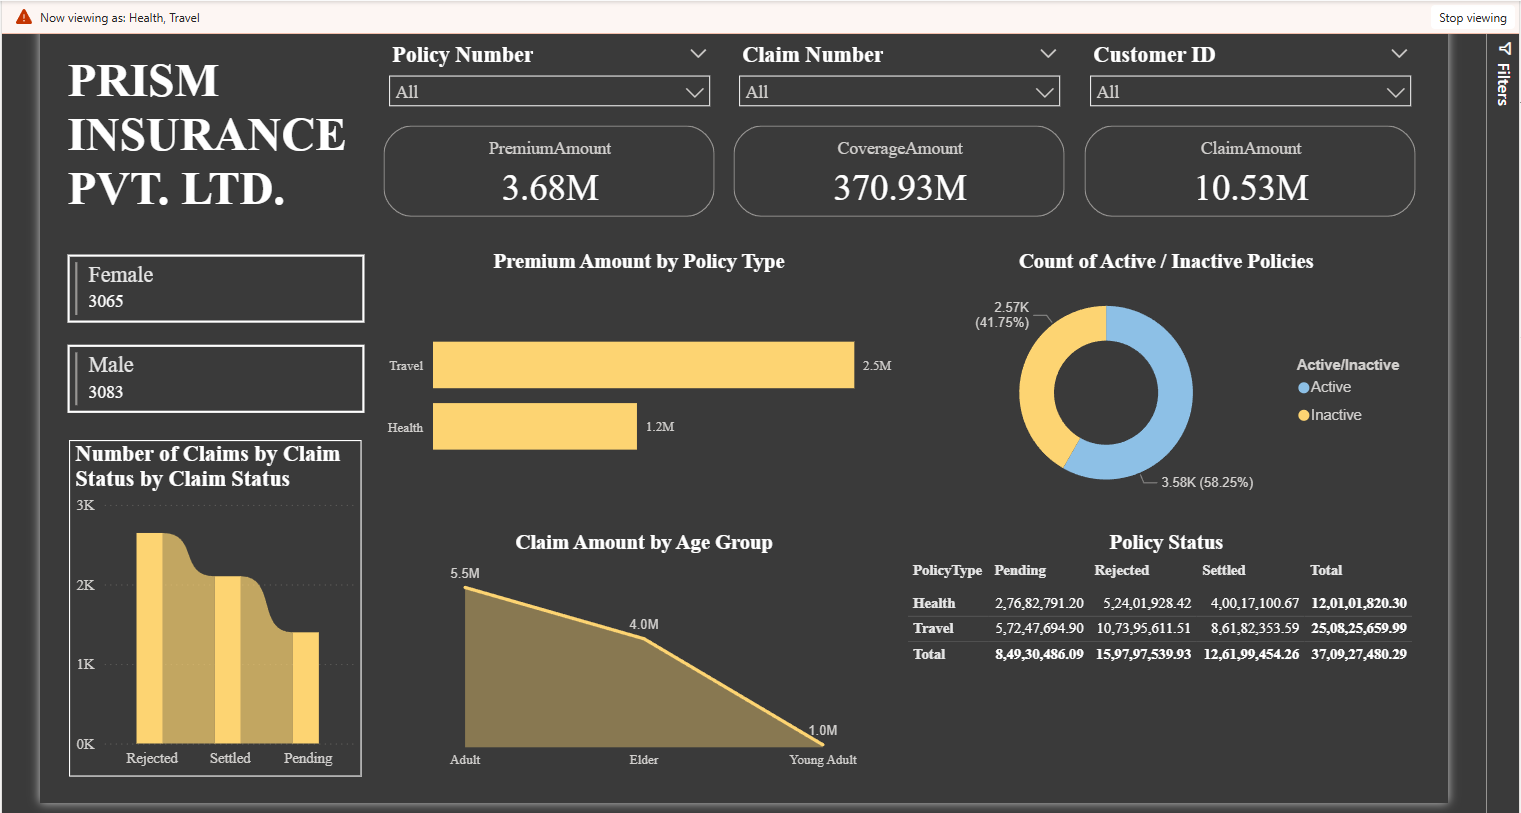 Now viewing as: Health, Travel
Stop viewing
Filters
PRISM
INSURANCE
PVT. LTD.
Policy Number
All
Claim Number
All
Customer ID
All
PremiumAmount
3.68M
CoverageAmount
370.93M
ClaimAmount
10.53M
Female
3065
Male
3083
Number of Claims by Claim
Status by Claim Status
3K
2K
1K
0K
Rejected Settled Pending
Premium Amount by Policy Type
Travel 2.5M
Health 1.2M
Count of Active / Inactive Policies
2.57K
(41.75%)
3.58K (58.25%)
Active/Inactive
Active
Inactive
Claim Amount by Age Group
5.5M
4.0M
1.0M
Adult Elder Young Adult
Policy Status
PolicyType Pending Rejected Settled Total
Health 2,76,82,791.20 5,24,01,928.42 4,00,17,100.67 12,01,01,820.30
Travel 5,72,47,694.90 10,73,95,611.51 8,61,82,353.59 25,08,25,659.99
Total 8,49,30,486.09 15,97,97,539.93 12,61,99,454.26 37,09,27,480.29